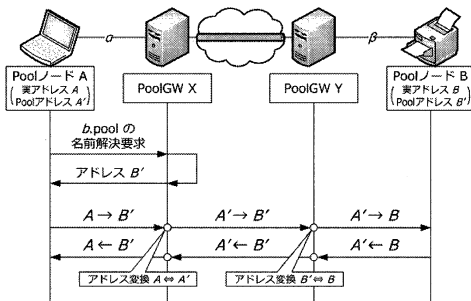 α
β
Poolノード A
(実アドレス A
Poolアドレス A′)
PoolGW X
PoolGW Y
Poolノード B
(実アドレス B
Poolアドレス B′)
b.pool の
名前解決要求
アドレス B′
A → B′
A′ → B′
A′ → B
A ← B′
A′ ← B′
A′ ← B
アドレス変換 A ⇔ A′
アドレス変換 B′ ⇔ B